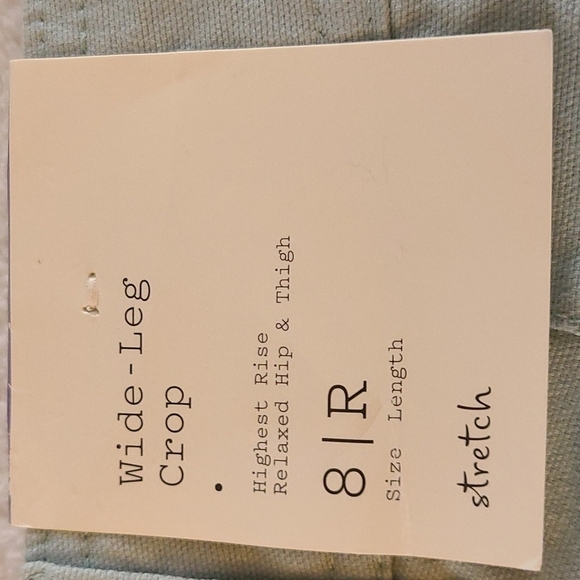 Wide-Leg
Crop
•
Highest Rise
Relaxed Hip & Thigh
8|R
Size Length
stretch